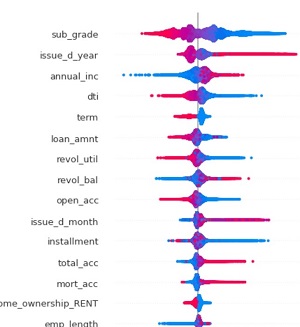 sub_grade
issue_d_year
annual_inc
dti
term
loan_amnt
revol_util
revol_bal
open_acc
issue_d_month
installment
total_acc
mort_acc
ome_ownership_RENT
emp_length